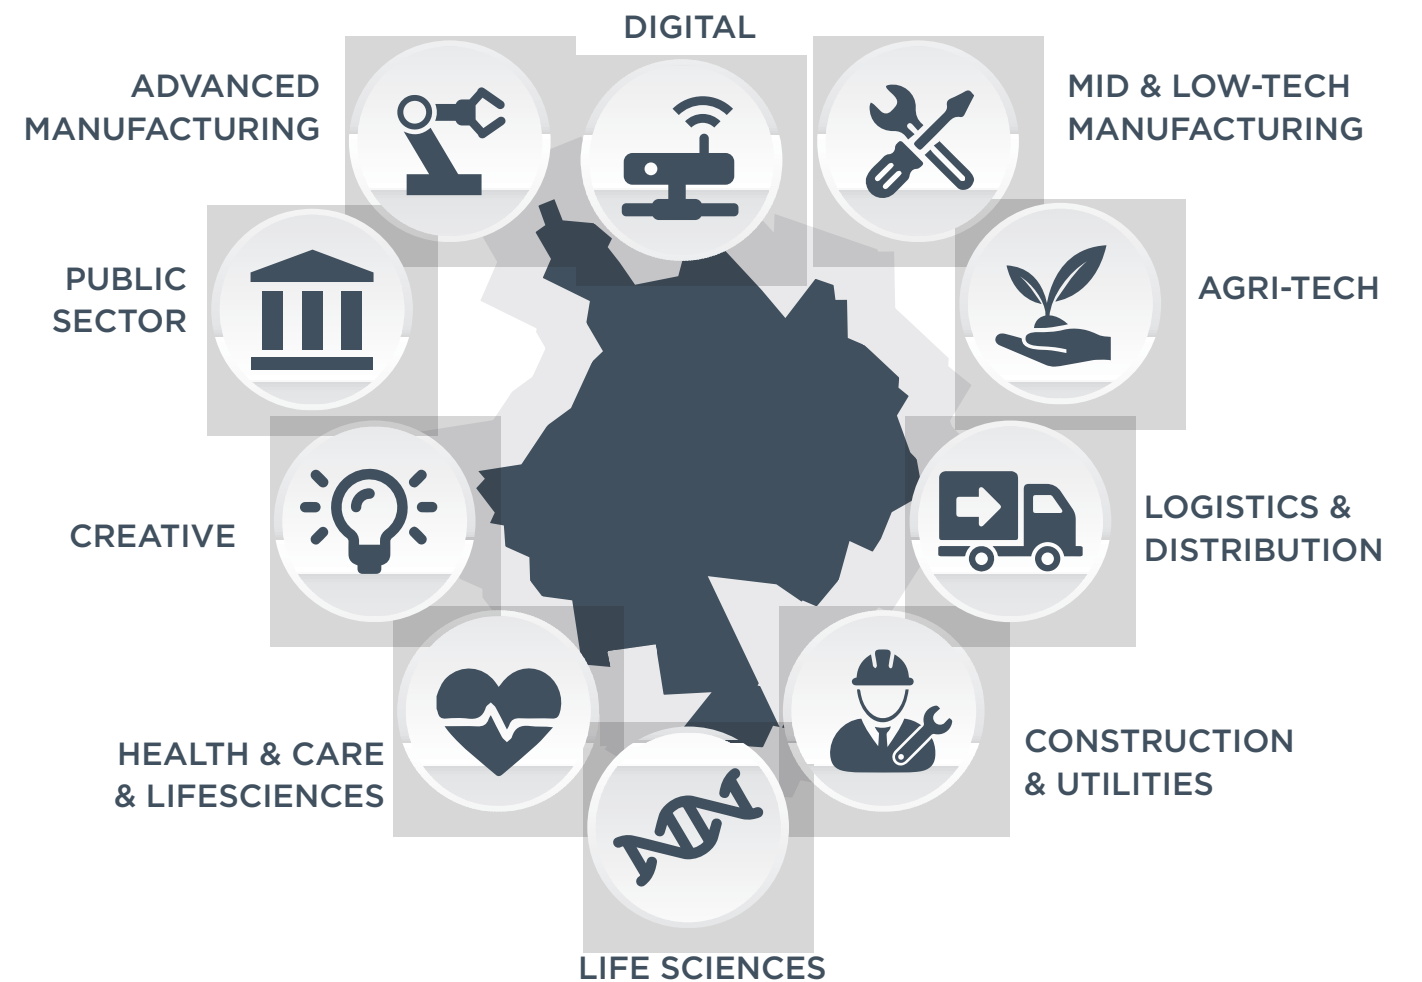 DIGITAL
ADVANCED
MANUFACTURING
MID & LOW-TECH
MANUFACTURING
PUBLIC
SECTOR
AGRI-TECH
CREATIVE
LOGISTICS &
DISTRIBUTION
HEALTH & CARE
& LIFESCIENCES
CONSTRUCTION
& UTILITIES
LIFE SCIENCES